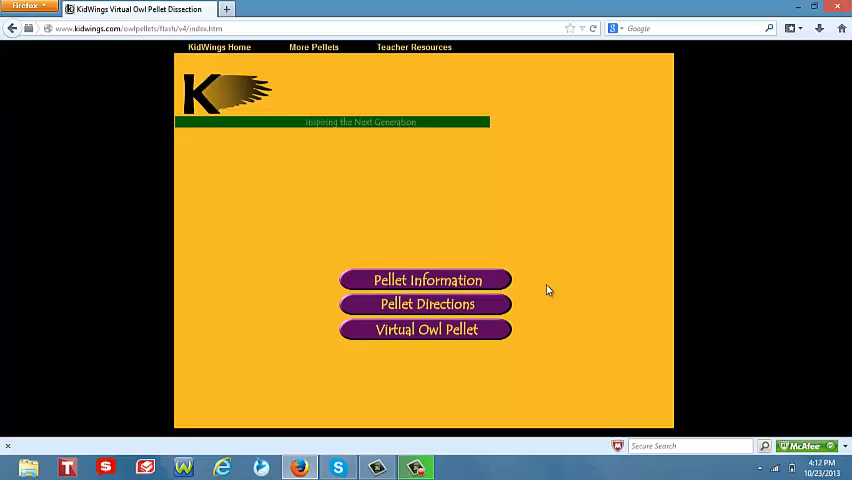 Firefox
KidWings Virtual Owl Pellet Dissection
www.kidwings.com/owlpellets/flash/v4/index.htm
Google
KidWings Home More Pellets Teacher Resources
K
Inspiring the Next Generation
Pellet Information
Pellet Directions
Virtual Owl Pellet
Secure Search
McAfee
4:12 PM
10/23/2013